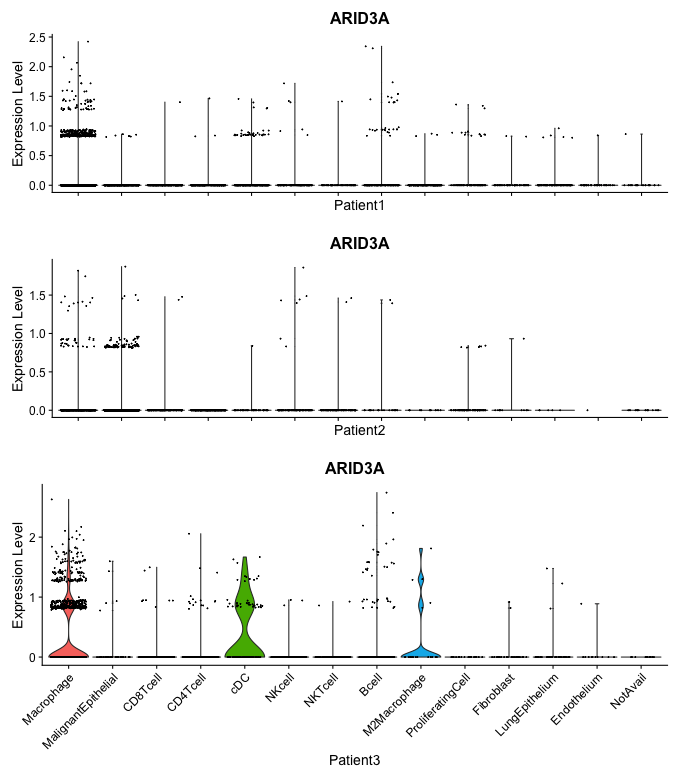 ARID3A
Expression Level
2.5
2.0
1.5
1.0
0.5
0.0
Patient1
ARID3A
Expression Level
1.5
1.0
0.5
0.0
Patient2
ARID3A
Expression Level
2
1
0
Macrophage
MalignantEpithelial
CD8Tcell
CD4Tcell
cDC
NKcell
NKTcell
Bcell
M2Macrophage
ProliferatingCell
Fibroblast
LungEpithelium
Endothelium
NotAvail
Patient3